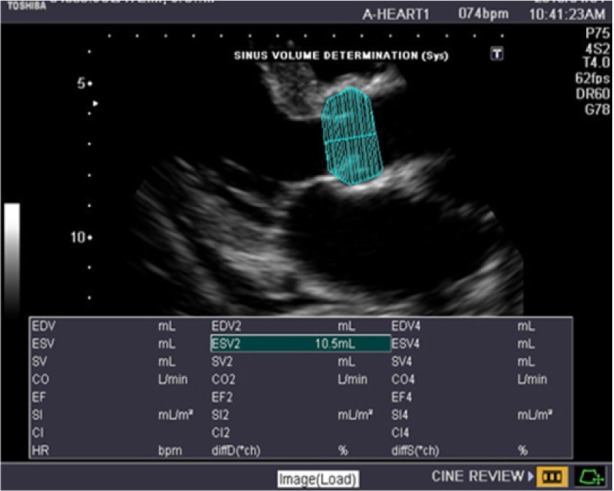 TOSHIBA
A-HEART1 074bpm 10:41:23AM
P75
4S2
T4.0
62fps
DR60
G78
SINUS VOLUME DETERMINATION (Sys)
T
5
10
EDV mL EDV2 mL EDV4 mL
ESV mL ESV2 10.5mL ESV4 mL
SV mL SV2 mL SV4 mL
CO L/min CO2 L/min CO4 L/min
EF EF2 EF4
SI mL/m² SI2 mL/m² SI4 mL/m²
CI CI2 CI4
HR bpm diffD(*ch) % diffS(*ch) %
Image(Load) CINE REVIEW